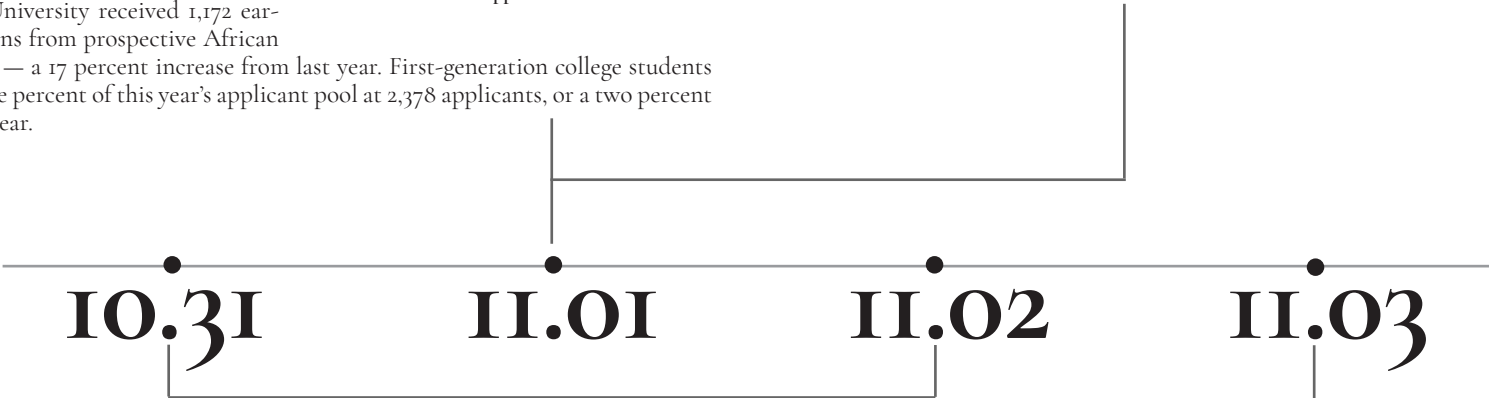 University received 1,172 ear-
ns from prospective African
— a 17 percent increase from last year. First-generation college students
e percent of this year’s applicant pool at 2,378 applicants, or a two percent
ear.
10.31
11.01
11.02
11.03